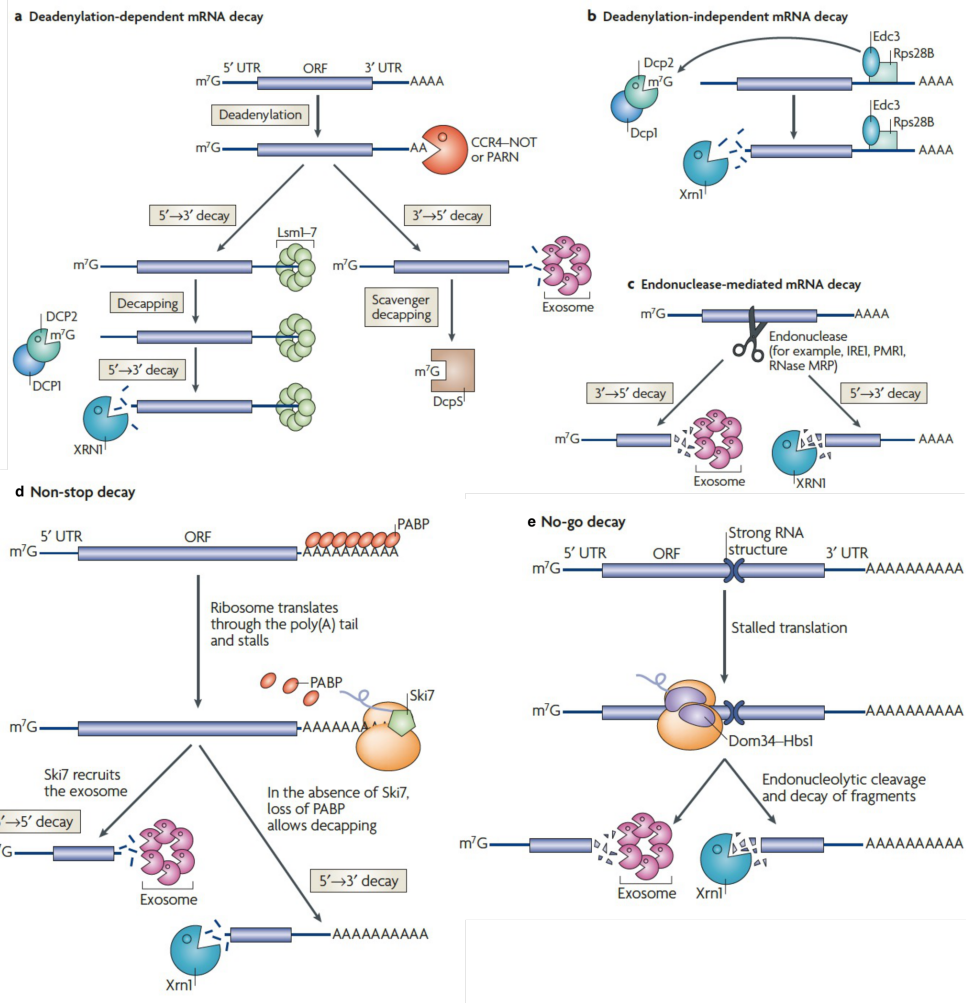 a Deadenylation-dependent mRNA decay
5′ UTR ORF 3′ UTR
m⁷G AAAA
Deadenylation
m⁷G AA
CCR4–NOT
or PARN
5′→3′ decay
3′→5′ decay
Lsm1–7
m⁷G
m⁷G
Exosome
Decapping
Scavenger
decapping
DCP2
m⁷G
DCP1
m⁷G
DcpS
5′→3′ decay
XRN1
b Deadenylation-independent mRNA decay
Edc3
Rps28B
Dcp2
m⁷G
AAAA
Dcp1
Edc3
Rps28B
AAAA
Xrn1
c Endonuclease-mediated mRNA decay
m⁷G AAAA
Endonuclease
(for example, IRE1, PMR1,
RNase MRP)
3′→5′ decay
5′→3′ decay
m⁷G
AAAA
Exosome
XRN1
d Non-stop decay
PABP
5′ UTR ORF
m⁷G AAAAAAAAAA
Ribosome translates
through the poly(A) tail
and stalls
PABP
Ski7
m⁷G AAAAAAAA
Ski7 recruits
the exosome
In the absence of Ski7,
loss of PABP
allows decapping
′→5′ decay
G
Exosome
5′→3′ decay
AAAAAAAAAA
Xrn1
e No-go decay
Strong RNA
structure
5′ UTR ORF 3′ UTR
m⁷G AAAAAAAAAA
Stalled translation
m⁷G AAAAAAAAAA
Dom34–Hbs1
Endonucleolytic cleavage
and decay of fragments
m⁷G
AAAAAAAAAA
Exosome
Xrn1